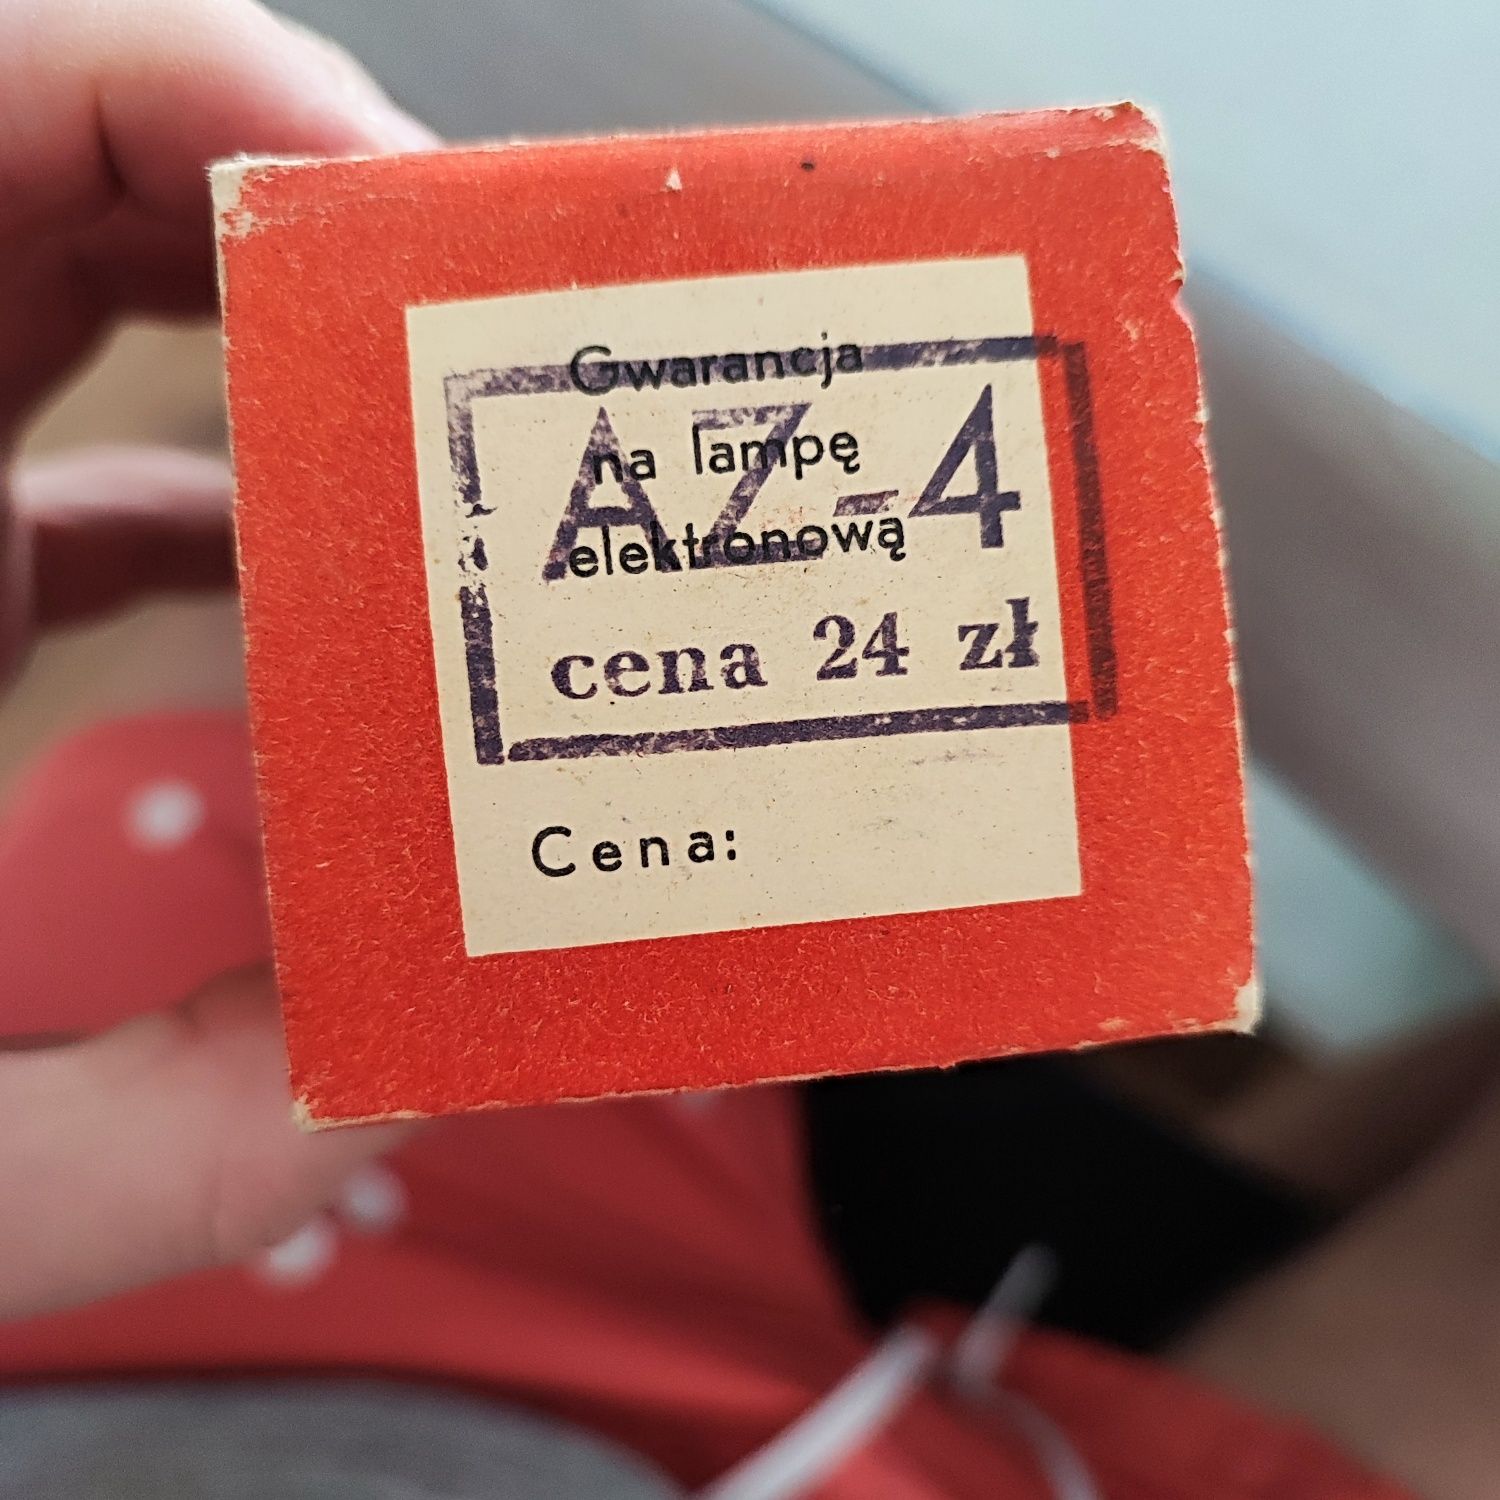 Gwarancja
AZ-4
na lampę
elektronową
cena 24 zł
Cena: